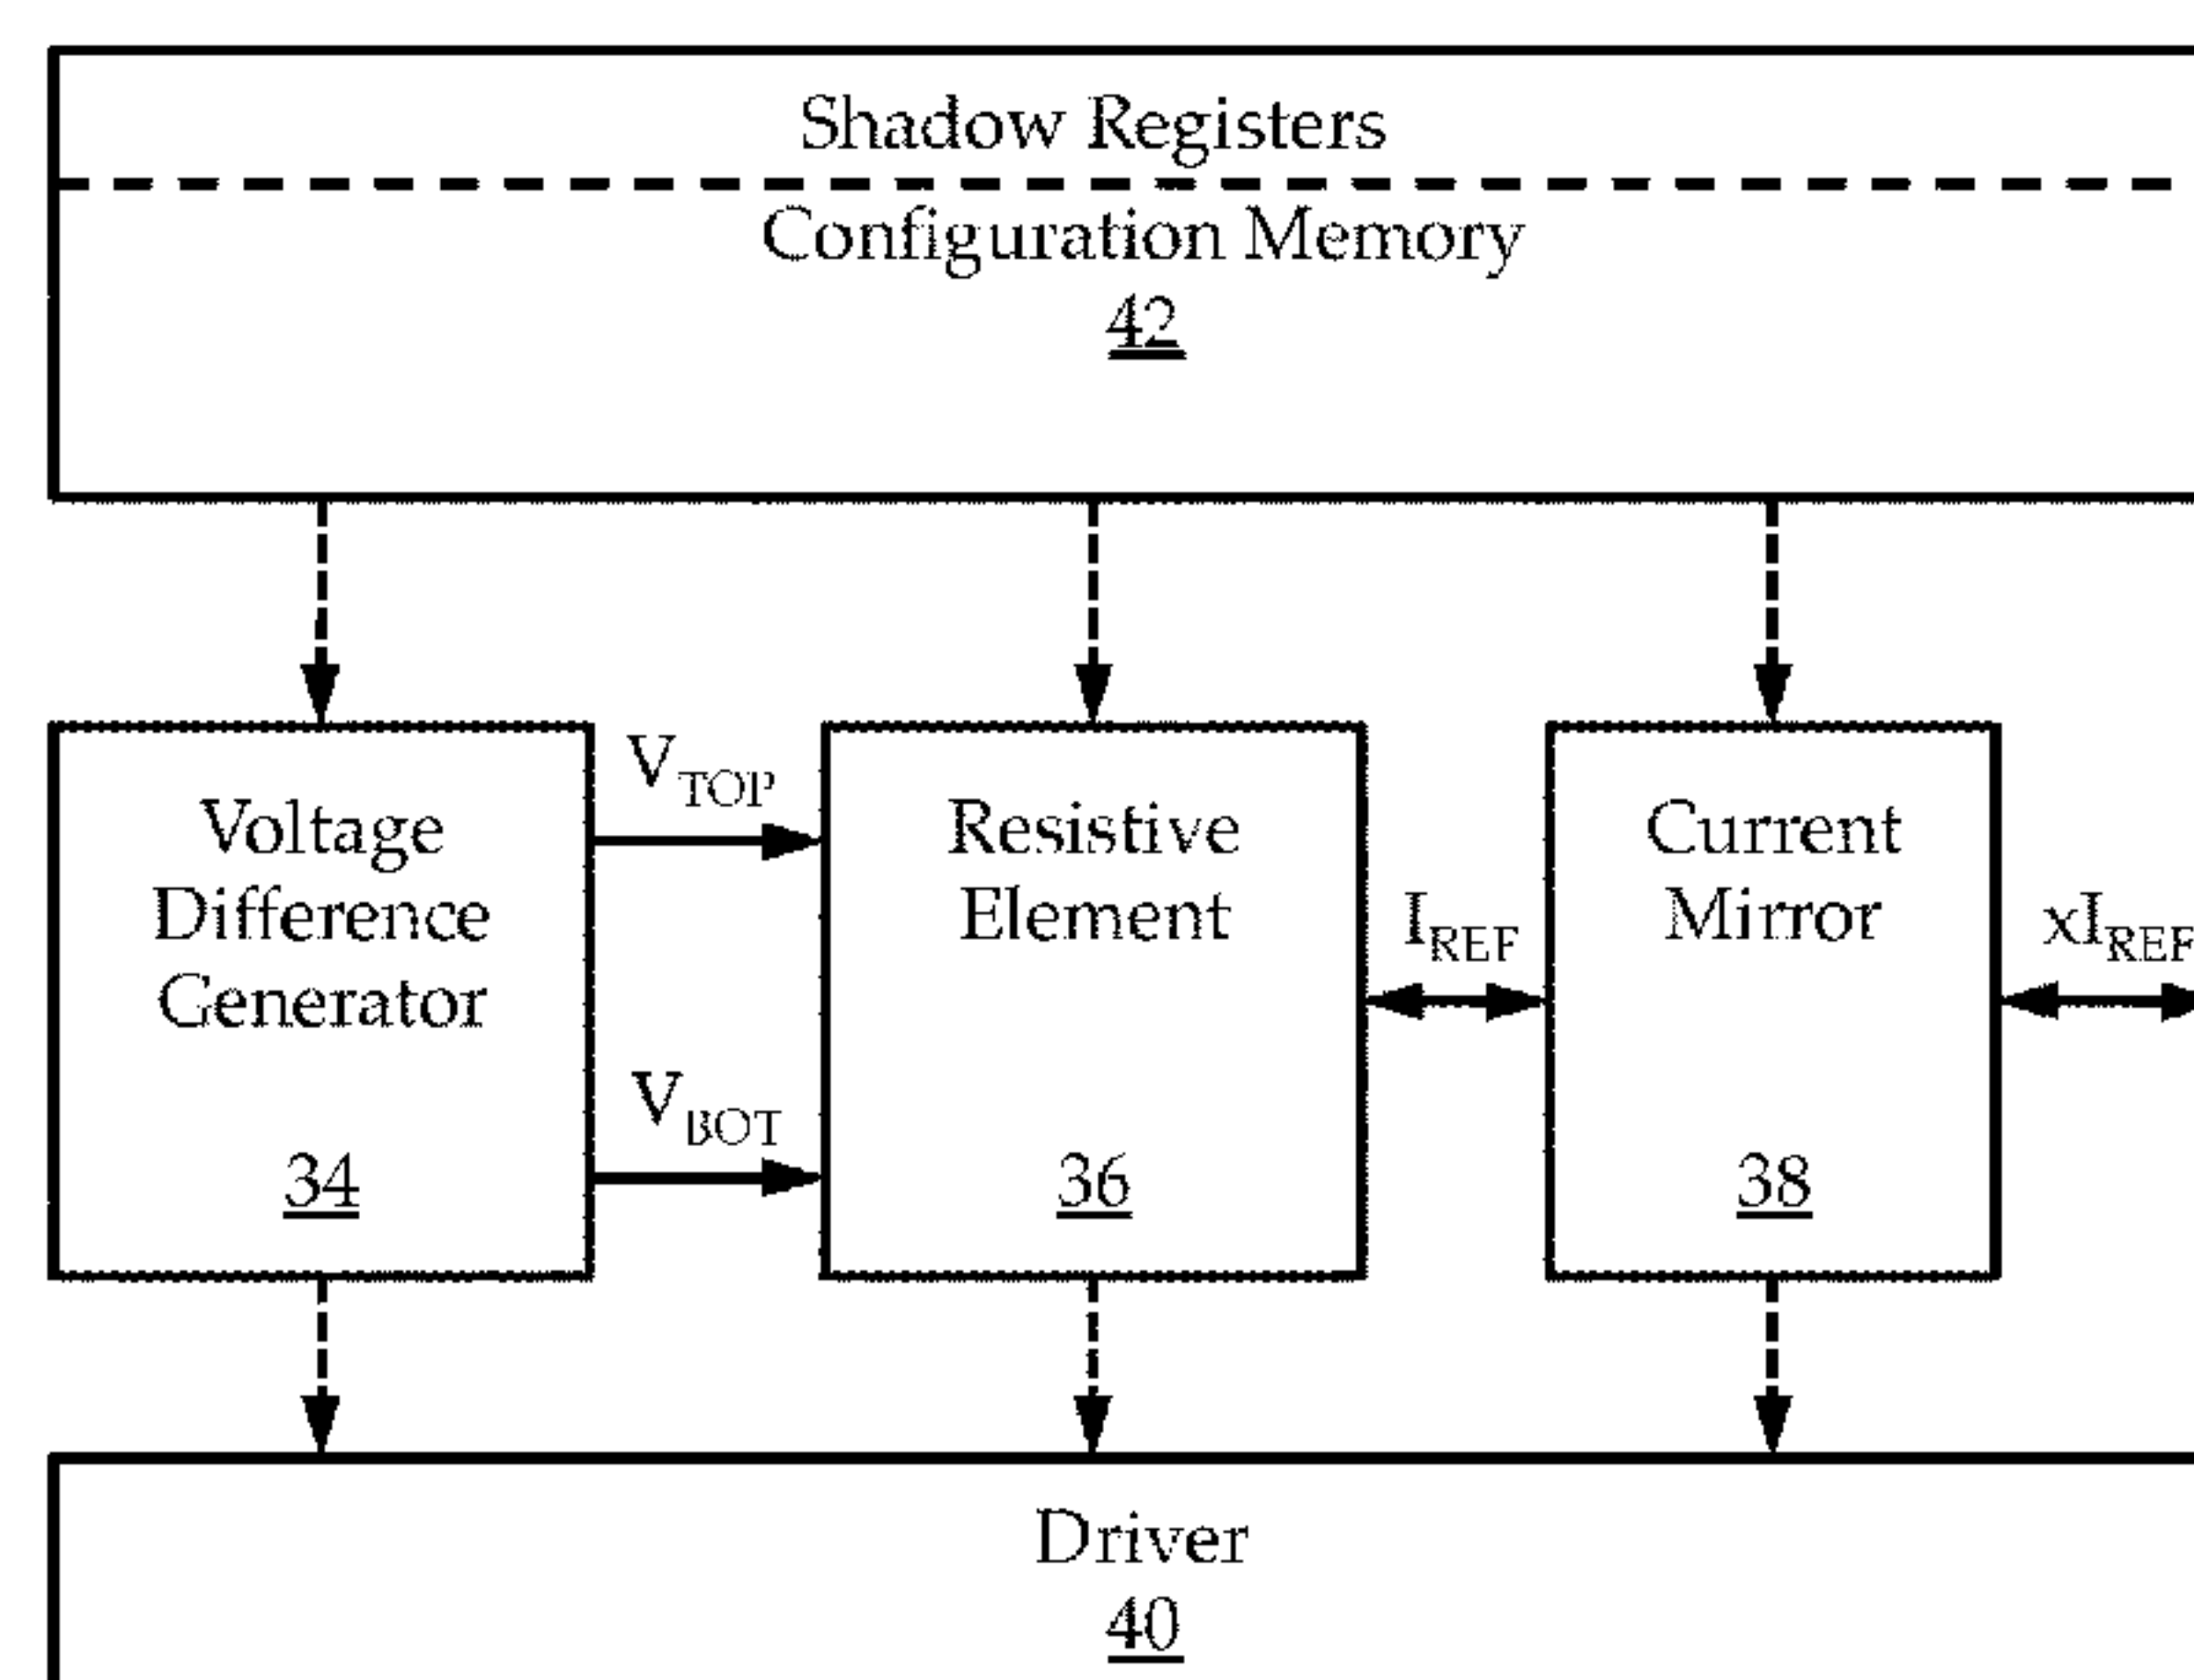 Shadow Registers
Configuration Memory
42
Voltage
Difference
Generator
34
V_TOP
V_BOT
Resistive
Element
36
I_REF
Current
Mirror
38
xI_REF
Driver
40